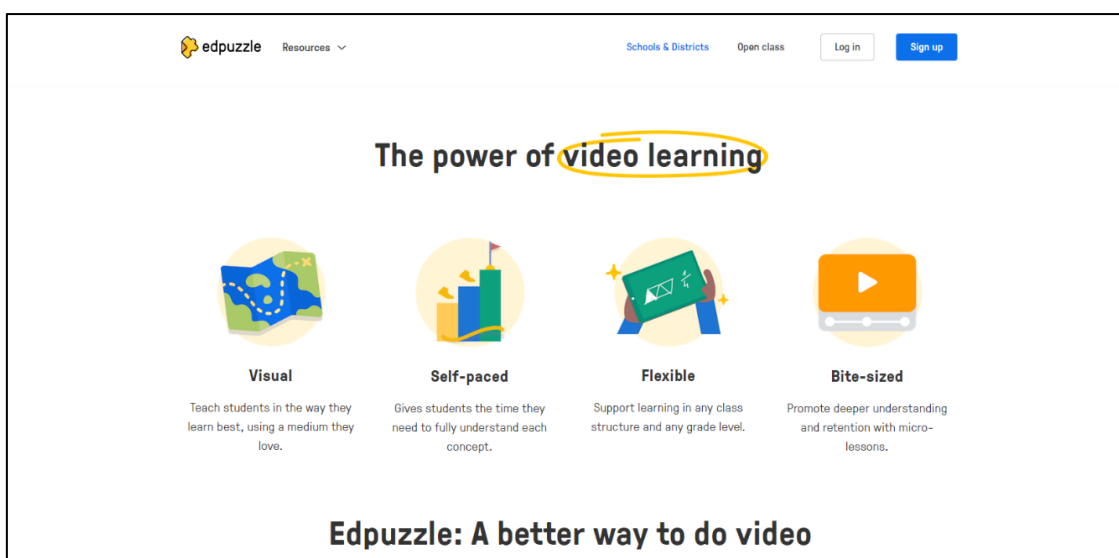 edpuzzle Resources Schools & Districts Open class Log in Sign up
The power of video learning
Visual
Teach students in the way they
learn best, using a medium they
love.
Self-paced
Gives students the time they
need to fully understand each
concept.
Flexible
Support learning in any class
structure and any grade level.
Bite-sized
Promote deeper understanding
and retention with micro-
lessons.
Edpuzzle: A better way to do video